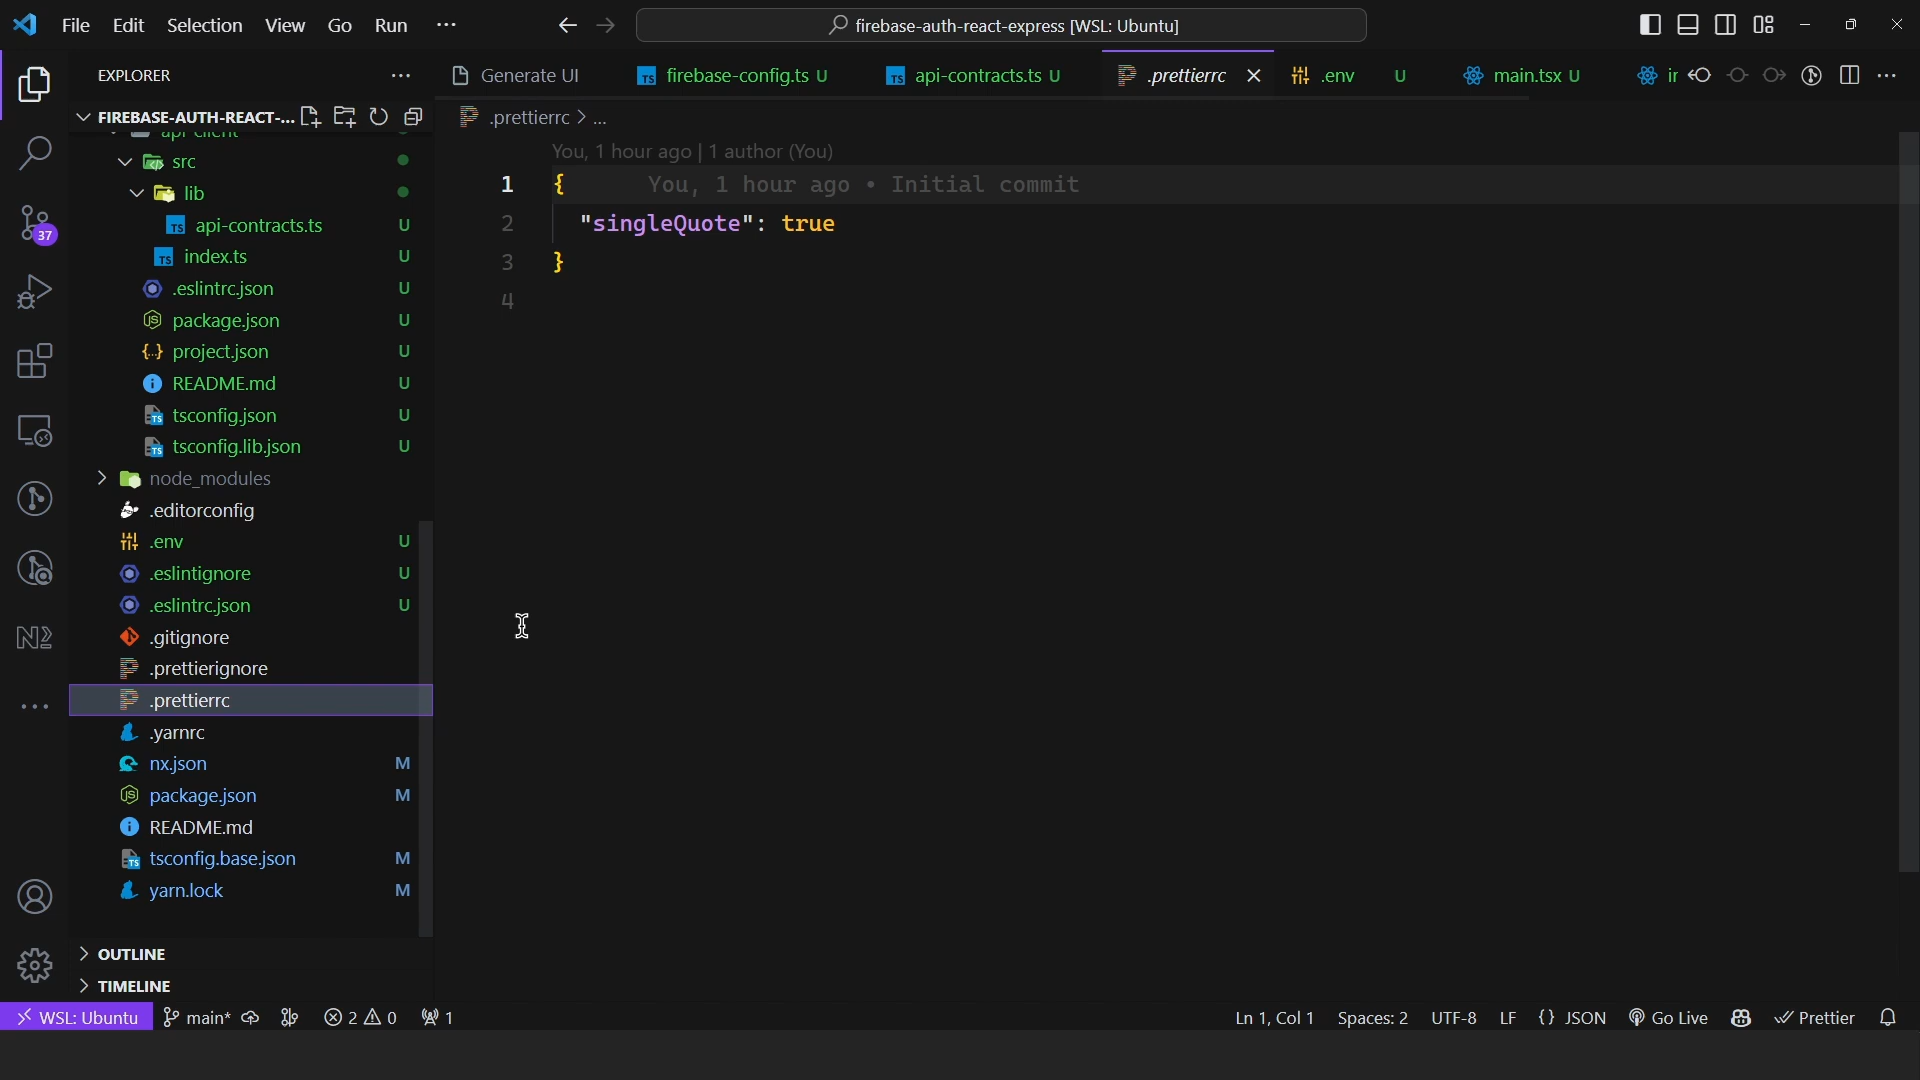 File Edit Selection View Go Run
firebase-auth-react-express [WSL: Ubuntu]
EXPLORER
Generate UI
firebase-config.ts U
api-contracts.ts U
.prettierrc
.env U
main.tsx U
FIREBASE-AUTH-REACT-...
.prettierrc > ...
api-client
src
lib
api-contracts.ts U
index.ts U
.eslintrc.json U
package.json U
project.json U
README.md U
tsconfig.json U
tsconfig.lib.json U
node_modules
.editorconfig
.env U
.eslintignore U
.eslintrc.json U
.gitignore
.prettierignore
.prettierrc
.yarnrc
nx.json M
package.json M
README.md
tsconfig.base.json M
yarn.lock M
OUTLINE
TIMELINE
37
You, 1 hour ago | 1 author (You)
1 { You, 1 hour ago • Initial commit
2 "singleQuote": true
3 }
4
WSL: Ubuntu main* 2 0 1
Ln 1, Col 1 Spaces: 2 UTF-8 LF {} JSON Go Live Prettier